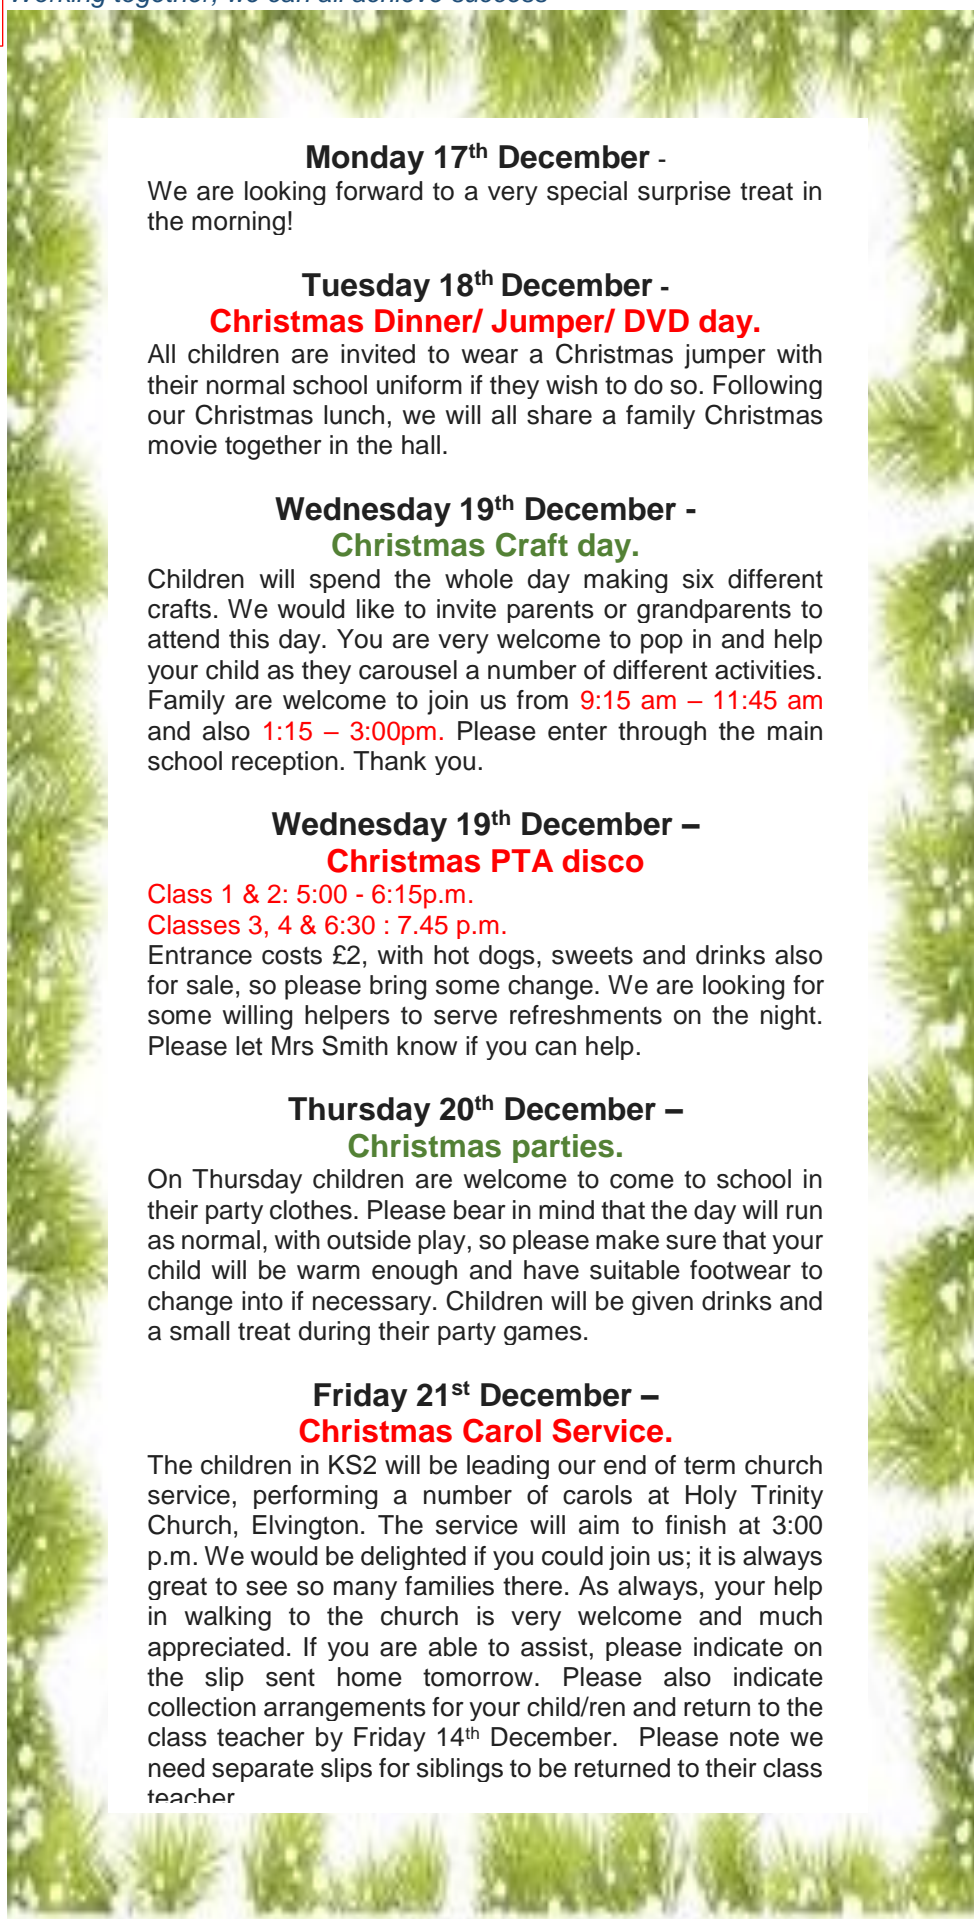 Working together, we can all achieve success
Monday 17th December -
We are looking forward to a very special surprise treat in
the morning!
Tuesday 18th December -
Christmas Dinner/ Jumper/ DVD day.
All children are invited to wear a Christmas jumper with
their normal school uniform if they wish to do so. Following
our Christmas lunch, we will all share a family Christmas
movie together in the hall.
Wednesday 19th December -
Christmas Craft day.
Children will spend the whole day making six different
crafts. We would like to invite parents or grandparents to
attend this day. You are very welcome to pop in and help
your child as they carousel a number of different activities.
Family are welcome to join us from 9:15 am – 11:45 am
and also 1:15 – 3:00pm. Please enter through the main
school reception. Thank you.
Wednesday 19th December –
Christmas PTA disco
Class 1 & 2: 5:00 - 6:15p.m.
Classes 3, 4 & 6:30 : 7.45 p.m.
Entrance costs £2, with hot dogs, sweets and drinks also
for sale, so please bring some change. We are looking for
some willing helpers to serve refreshments on the night.
Please let Mrs Smith know if you can help.
Thursday 20th December –
Christmas parties.
On Thursday children are welcome to come to school in
their party clothes. Please bear in mind that the day will run
as normal, with outside play, so please make sure that your
child will be warm enough and have suitable footwear to
change into if necessary. Children will be given drinks and
a small treat during their party games.
Friday 21st December –
Christmas Carol Service.
The children in KS2 will be leading our end of term church
service, performing a number of carols at Holy Trinity
Church, Elvington. The service will aim to finish at 3:00
p.m. We would be delighted if you could join us; it is always
great to see so many families there. As always, your help
in walking to the church is very welcome and much
appreciated. If you are able to assist, please indicate on
the slip sent home tomorrow. Please also indicate
collection arrangements for your child/ren and return to the
class teacher by Friday 14th December. Please note we
need separate slips for siblings to be returned to their class
teacher